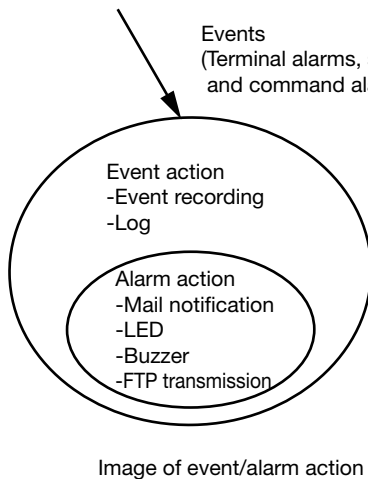 Events
(Terminal alarms,
and command
Event action
-Event recording
-Log
Alarm action
-Mail notification
-LED
-Buzzer
-FTP transmission
Image of event/alarm action